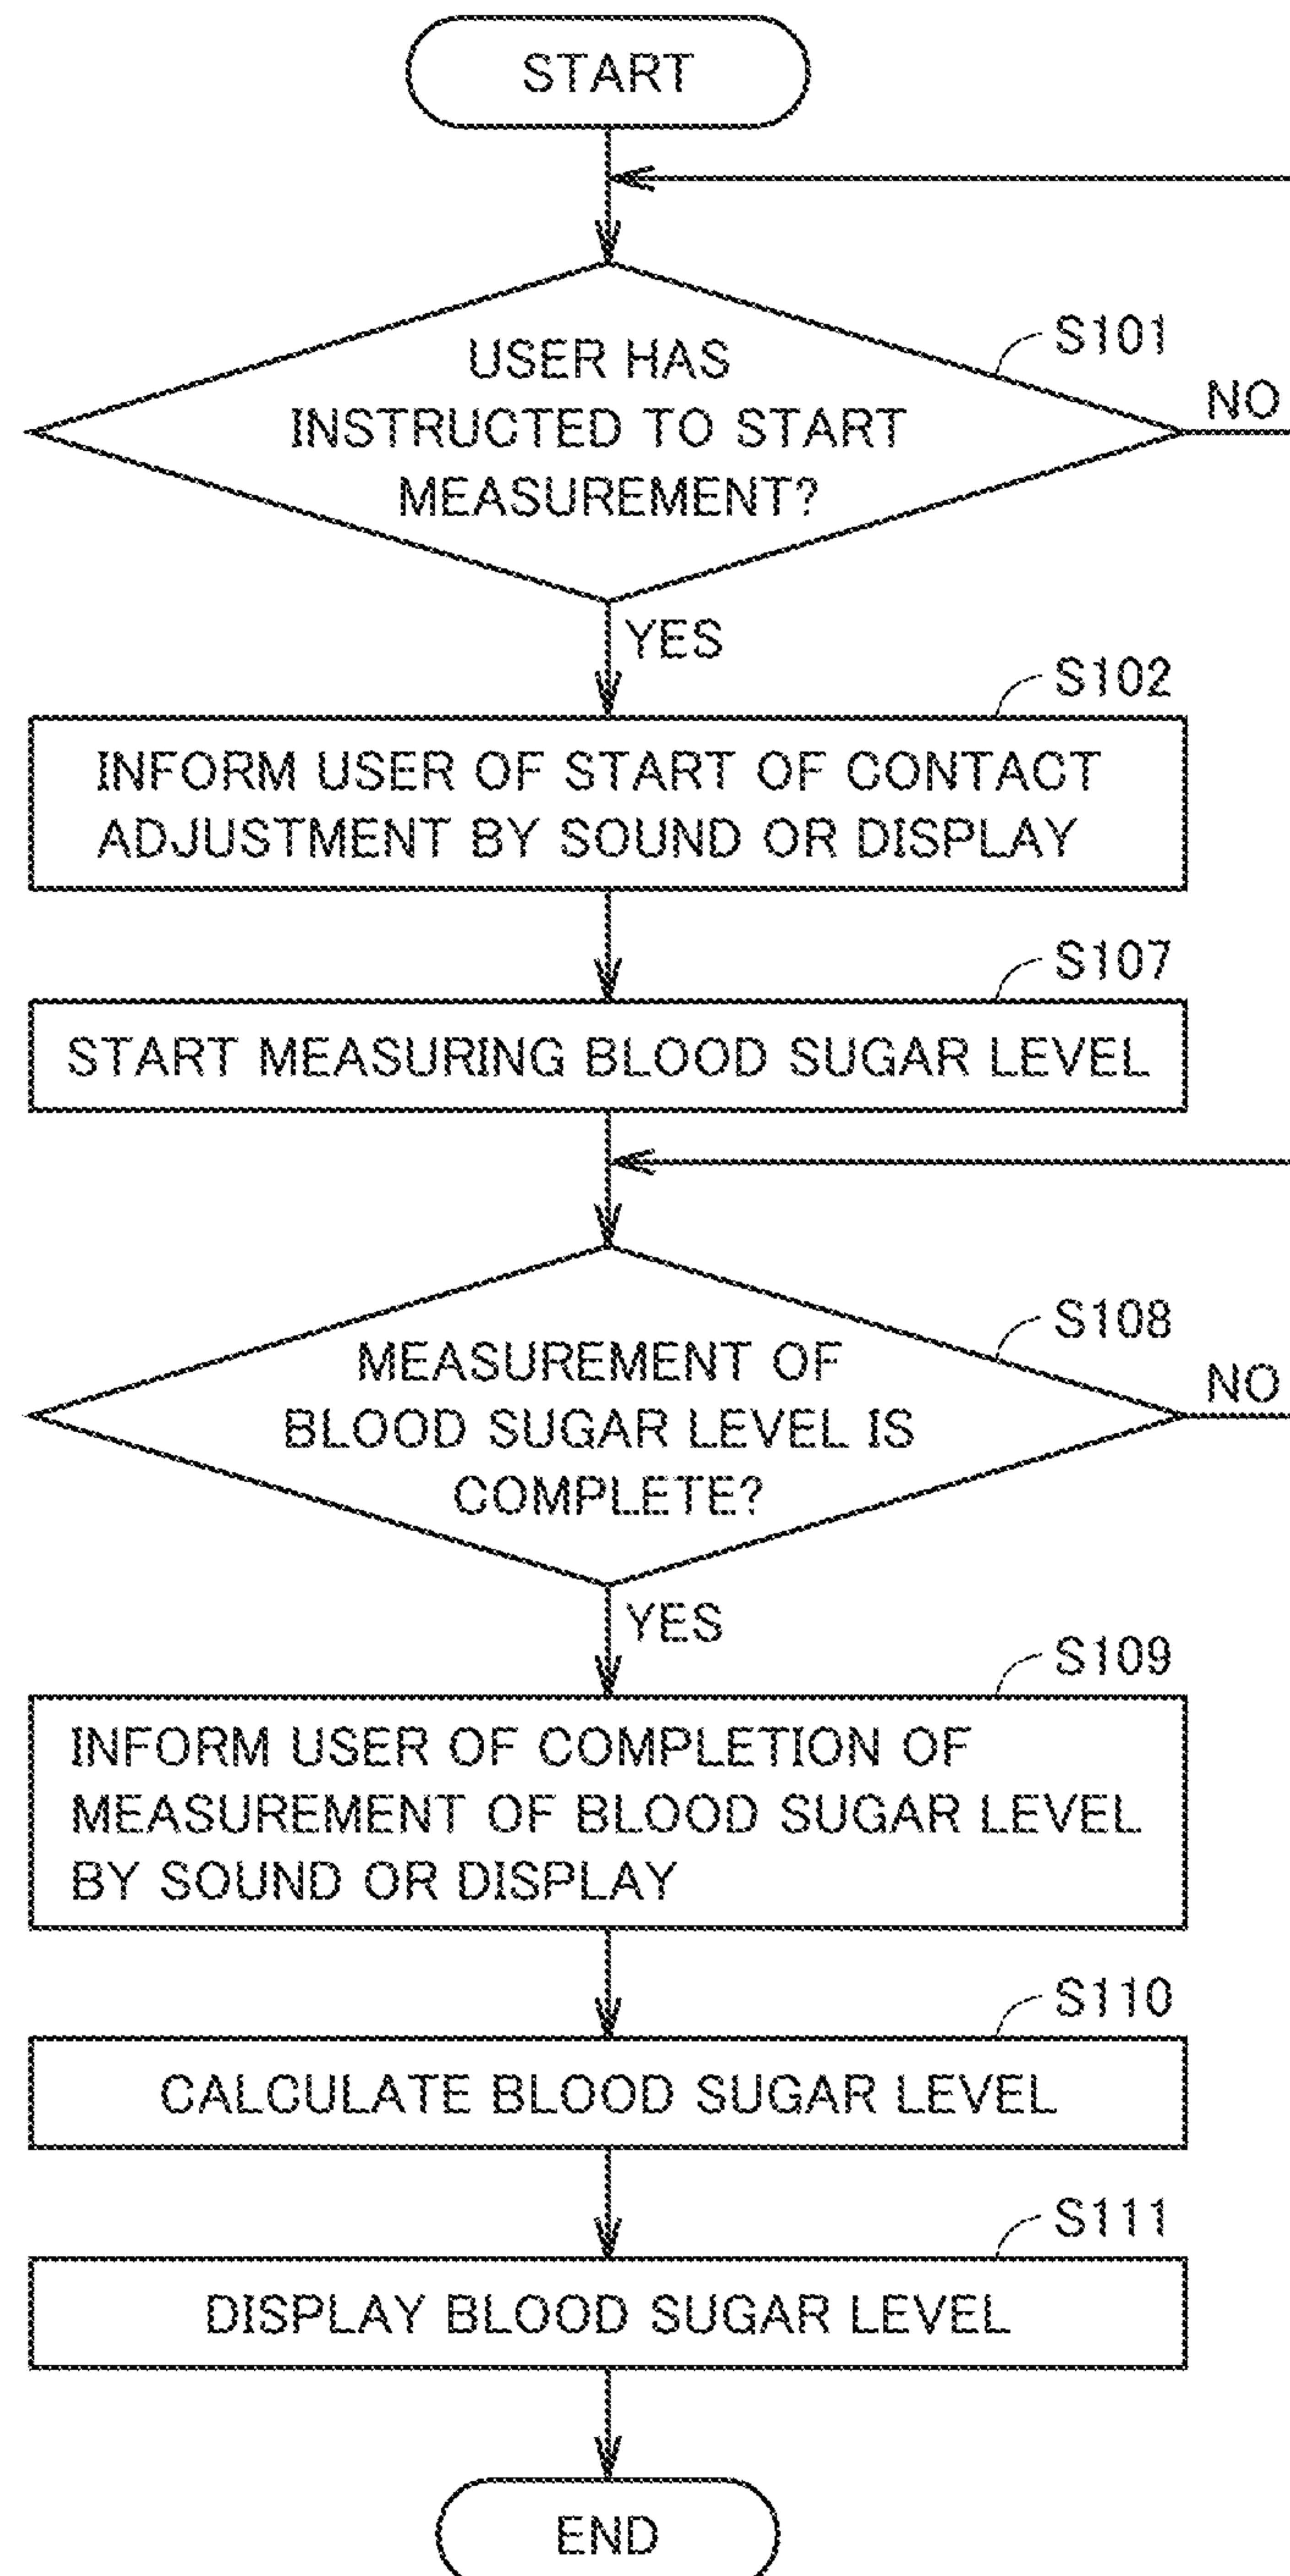 START
S101
USER HAS
INSTRUCTED TO START
MEASUREMENT?
NO
YES
S102
INFORM USER OF START OF CONTACT
ADJUSTMENT BY SOUND OR DISPLAY
S107
START MEASURING BLOOD SUGAR LEVEL
S108
MEASUREMENT OF
BLOOD SUGAR LEVEL IS
COMPLETE?
NO
YES
S109
INFORM USER OF COMPLETION OF
MEASUREMENT OF BLOOD SUGAR LEVEL
BY SOUND OR DISPLAY
S110
CALCULATE BLOOD SUGAR LEVEL
S111
DISPLAY BLOOD SUGAR LEVEL
END